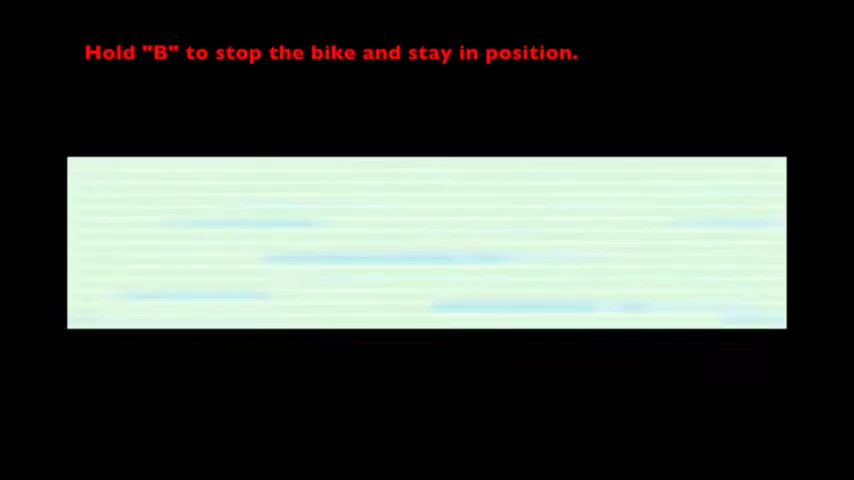 Hold "B" to stop the bike and stay in position.